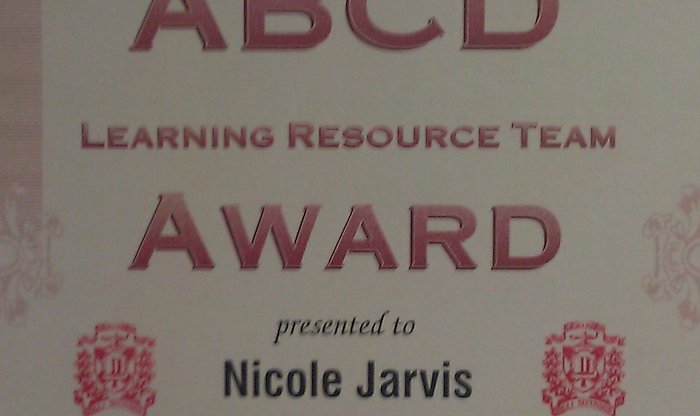 ABCD
LEARNING RESOURCE TEAM
AWARD
presented to
Nicole Jarvis